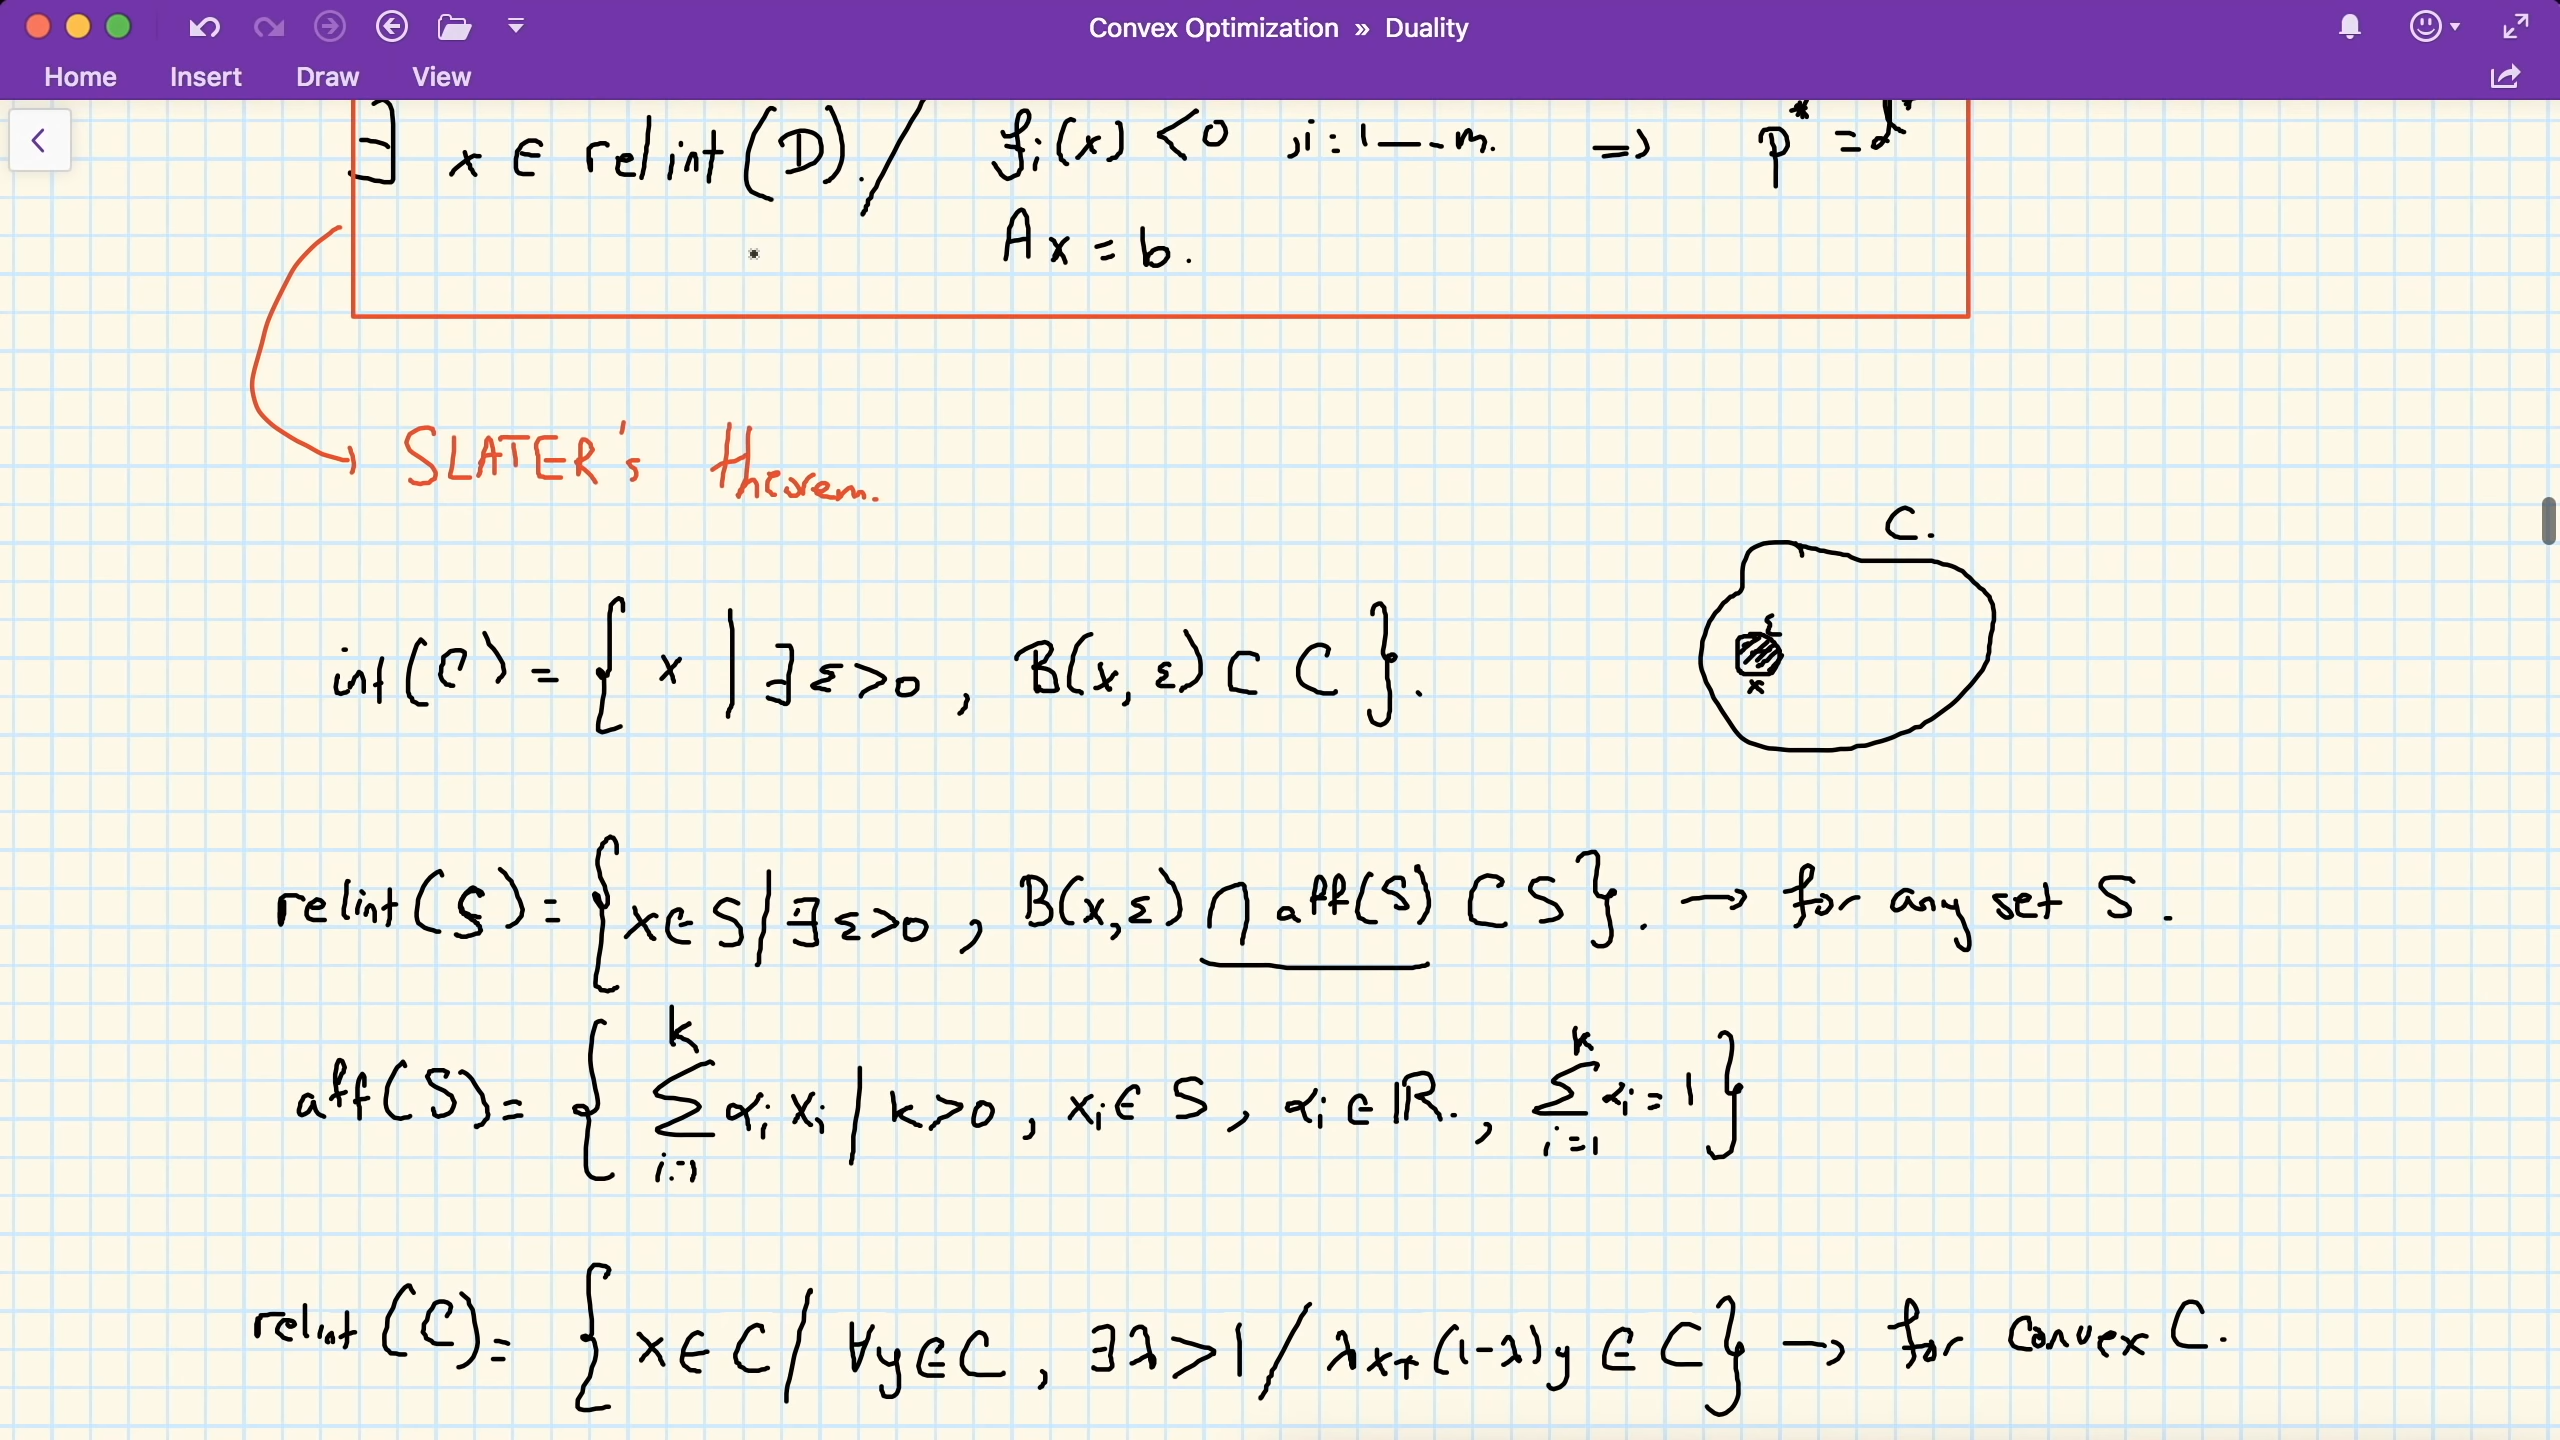 Convex Optimization » Duality
Home Insert Draw View
∃ x ∈ relint(D). / fi(x) < 0 , i = 1 — - m. => p* = d*
Ax = b.
SLATER's theorem.
C.
ε
x
int(C) = { x | ∃ ε>0 , B(x, ε) ⊂ C }.
relint(S) = { x ∈ S | ∃ ε>0 , B(x,ε) ∩ aff(S) ⊂ S }. → for any set S.
aff(S) = { ∑_{i=1}^{k} αi xi | k>0 , xi ∈ S , αi ∈ ℝ. , ∑_{i=1}^{k} αi = 1 }
relint(C) = { x ∈ C / ∀y ∈ C , ∃ λ > 1 / λx + (1-λ)y ∈ C } → for convex C.